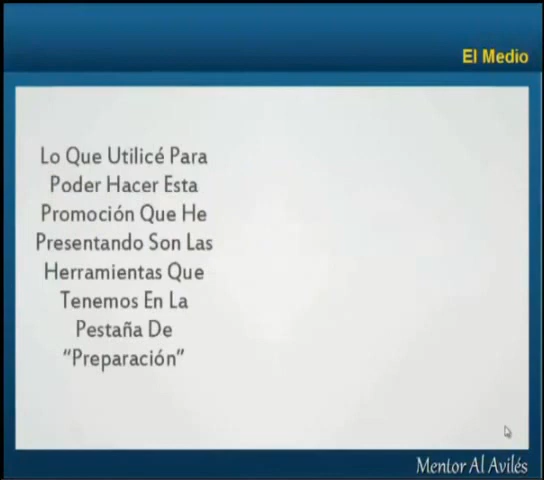 El Medio
Lo Que Utilicé Para
Poder Hacer Esta
Promoción Que He
Presentando Son Las
Herramientas Que
Tenemos En La
Pestaña De
“Preparación”
Mentor Al Avilés